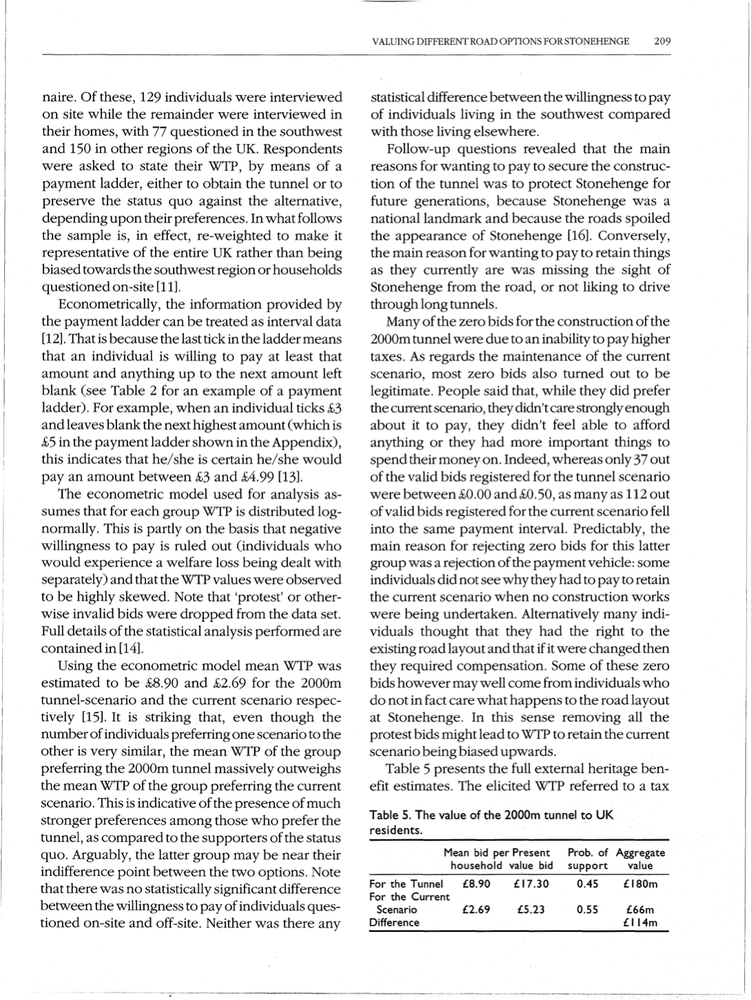 VALUING DIFFERENT ROAD OPTIONS FOR STONEHENGE 209
naire. Of these, 129 individuals were interviewed
on site while the remainder were interviewed in
their homes, with 77 questioned in the southwest
and 150 in other regions of the UK. Respondents
were asked to state their WTP, by means of a
payment ladder, either to obtain the tunnel or to
preserve the status quo against the alternative,
depending upon their preferences. In what follows
the sample is, in effect, re-weighted to make it
representative of the entire UK rather than being
biased towards the southwest region or households
questioned on-site [11].
Econometrically, the information provided by
the payment ladder can be treated as interval data
[12]. That is because the last tick in the ladder means
that an individual is willing to pay at least that
amount and anything up to the next amount left
blank (see Table 2 for an example of a payment
ladder). For example, when an individual ticks £3
and leaves blank the next highest amount (which is
£5 in the payment ladder shown in the Appendix),
this indicates that he/she is certain he/she would
pay an amount between £3 and £4.99 [13].
The econometric model used for analysis as-
sumes that for each group WTP is distributed log-
normally. This is partly on the basis that negative
willingness to pay is ruled out (individuals who
would experience a welfare loss being dealt with
separately) and that the WTP values were observed
to be highly skewed. Note that 'protest' or other-
wise invalid bids were dropped from the data set.
Full details of the statistical analysis performed are
contained in [14].
Using the econometric model mean WTP was
estimated to be £8.90 and £2.69 for the 2000m
tunnel-scenario and the current scenario respec-
tively [15]. It is striking that, even though the
number of individuals preferring one scenario to the
other is very similar, the mean WTP of the group
preferring the 2000m tunnel massively outweighs
the mean WTP of the group preferring the current
scenario. This is indicative of the presence of much
stronger preferences among those who prefer the
tunnel, as compared to the supporters of the status
quo. Arguably, the latter group may be near their
indifference point between the two options. Note
that there was no statistically significant difference
between the willingness to pay of individuals ques-
tioned on-site and off-site. Neither was there any
statistical difference between the willingness to pay
of individuals living in the southwest compared
with those living elsewhere.
Follow-up questions revealed that the main
reasons for wanting to pay to secure the construc-
tion of the tunnel was to protect Stonehenge for
future generations, because Stonehenge was a
national landmark and because the roads spoiled
the appearance of Stonehenge [16]. Conversely,
the main reason for wanting to pay to retain things
as they currently are was missing the sight of
Stonehenge from the road, or not liking to drive
through long tunnels.
Many of the zero bids for the construction of the
2000m tunnel were due to an inability to pay higher
taxes. As regards the maintenance of the current
scenario, most zero bids also turned out to be
legitimate. People said that, while they did prefer
the current scenario, they didn't care strongly enough
about it to pay, they didn't feel able to afford
anything or they had more important things to
spend their money on. Indeed, whereas only 37 out
of the valid bids registered for the tunnel scenario
were between £0.00 and £0.50, as many as 112 out
of valid bids registered for the current scenario fell
into the same payment interval. Predictably, the
main reason for rejecting zero bids for this latter
group was a rejection of the payment vehicle: some
individuals did not see why they had to pay to retain
the current scenario when no construction works
were being undertaken. Alternatively many indi-
viduals thought that they had the right to the
existing road layout and that if it were changed then
they required compensation. Some of these zero
bids however may well come from individuals who
do not in fact care what happens to the road layout
at Stonehenge. In this sense removing all the
protest bids might lead to WTP to retain the current
scenario being biased upwards.
Table 5 presents the full external heritage ben-
efit estimates. The elicited WTP referred to a tax
Table 5. The value of the 2000m tunnel to UK
residents.
Mean bid per Present Prob. of Aggregate
household value bid support value
For the Tunnel £8.90 £17.30 0.45 £180m
For the Current
Scenario £2.69 £5.23 0.55 £66m
Difference £114m